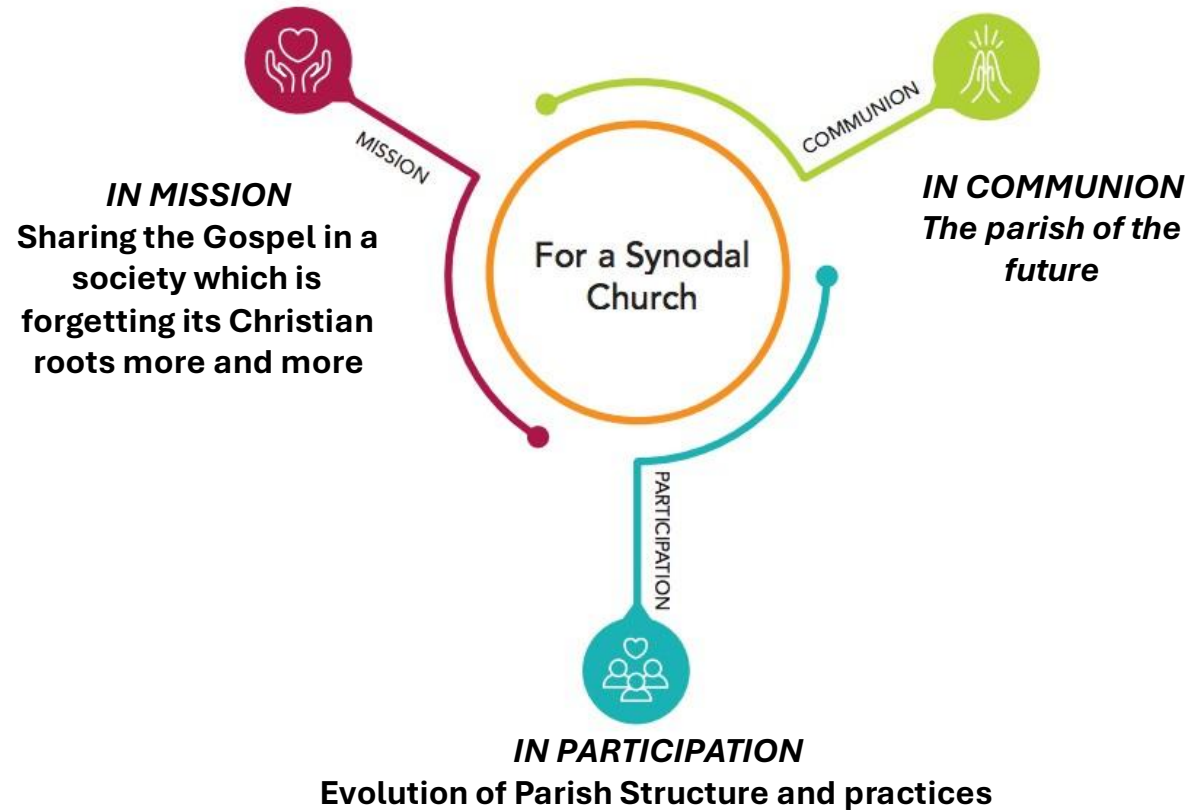 MISSION
IN MISSION
Sharing the Gospel in a
society which is
forgetting its Christian
roots more and more
For a Synodal
Church
COMMUNION
IN COMMUNION
The parish of the
future
PARTICIPATION
IN PARTICIPATION
Evolution of Parish Structure and practices